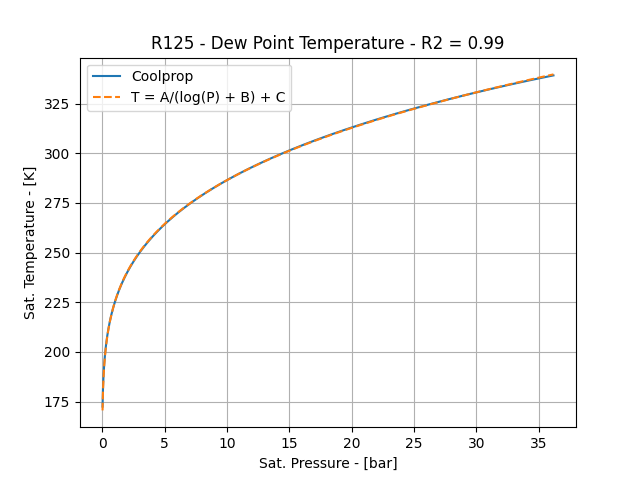 R125 - Dew Point Temperature - R2 = 0.99
Coolprop
T = A/(log(P) + B) + C
325
300
275
250
225
200
175
Sat. Temperature - [K]
0 5 10 15 20 25 30 35
Sat. Pressure - [bar]